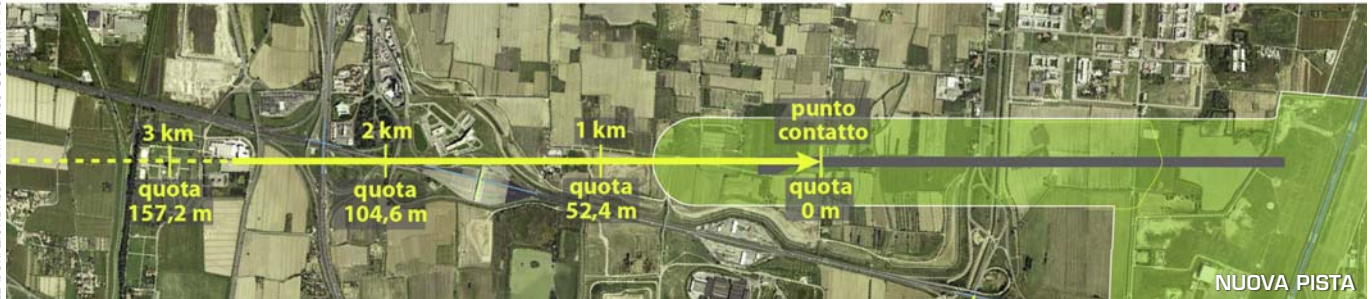 3 km
quota
157,2 m
2 km
quota
104,6 m
1 km
quota
52,4 m
punto
contatto
quota
0 m
NUOVA PISTA